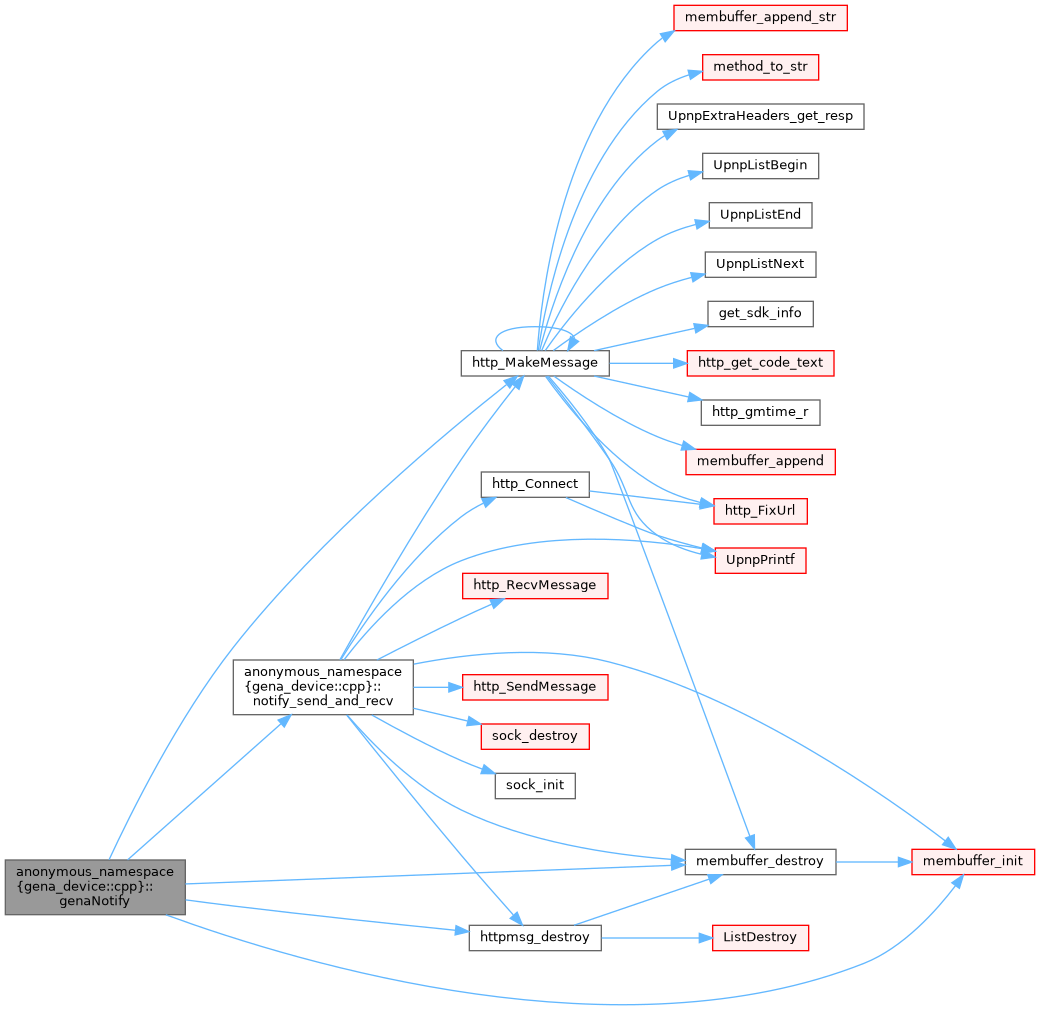 membuffer_append_str
method_to_str
UpnpExtraHeaders_get_resp
UpnpListBegin
UpnpListEnd
UpnpListNext
get_sdk_info
http_MakeMessage
http_get_code_text
http_gmtime_r
membuffer_append
http_Connect
http_FixUrl
UpnpPrintf
http_RecvMessage
anonymous_namespace
{gena_device::cpp}::
notify_send_and_recv
http_SendMessage
sock_destroy
sock_init
membuffer_destroy
membuffer_init
anonymous_namespace
{gena_device::cpp}::
genaNotify
httpmsg_destroy
ListDestroy